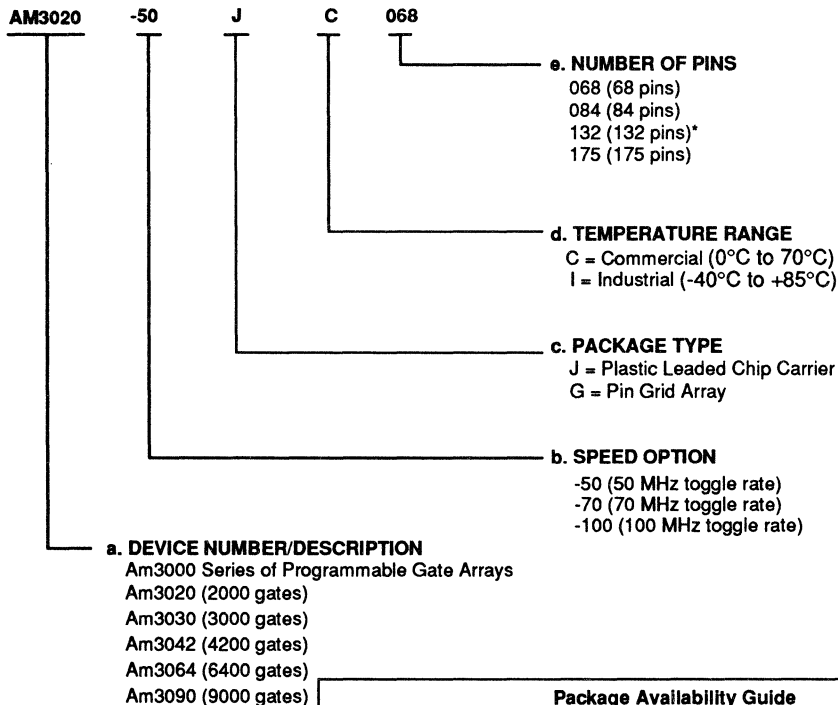 AM3020 -50 J C 068
e. NUMBER OF PINS
068 (68 pins)
084 (84 pins)
132 (132 pins)*
175 (175 pins)
d. TEMPERATURE RANGE
C = Commercial (0°C to 70°C)
I = Industrial (-40°C to +85°C)
c. PACKAGE TYPE
J = Plastic Leaded Chip Carrier
G = Pin Grid Array
b. SPEED OPTION
-50 (50 MHz toggle rate)
-70 (70 MHz toggle rate)
-100 (100 MHz toggle rate)
a. DEVICE NUMBER/DESCRIPTION
Am3000 Series of Programmable Gate Arrays
Am3020 (2000 gates)
Am3030 (3000 gates)
Am3042 (4200 gates)
Am3064 (6400 gates)
Am3090 (9000 gates)
Package Availability Guide